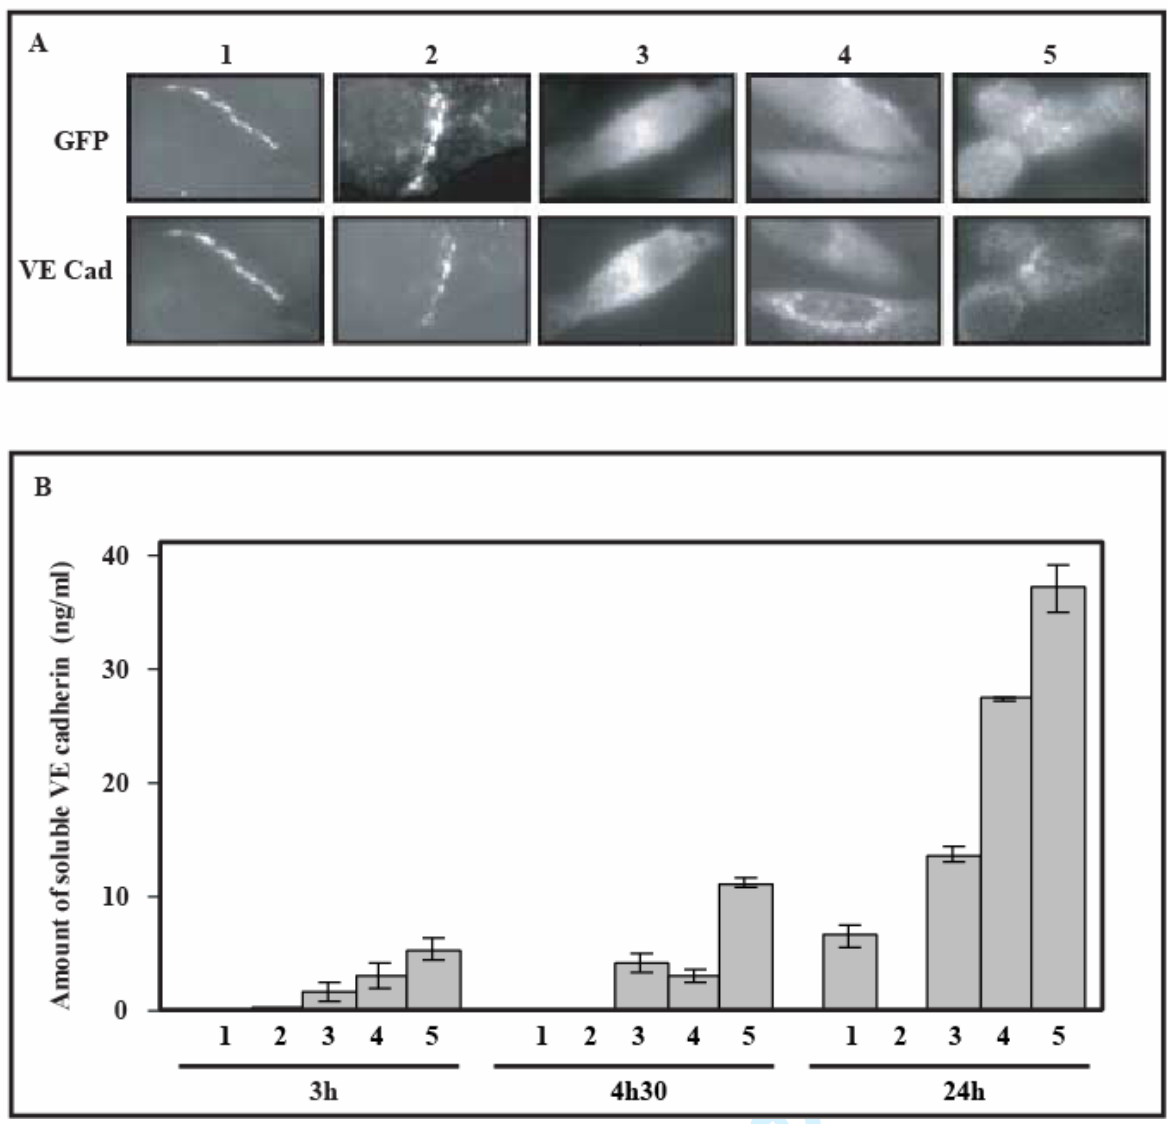 A
1 2 3 4 5
GFP
VE Cad
B
Amount of soluble VE cadherin (ng/ml)
40
30
20
10
0
1 2 3 4 5 1 2 3 4 5 1 2 3 4 5
3h 4h30 24h